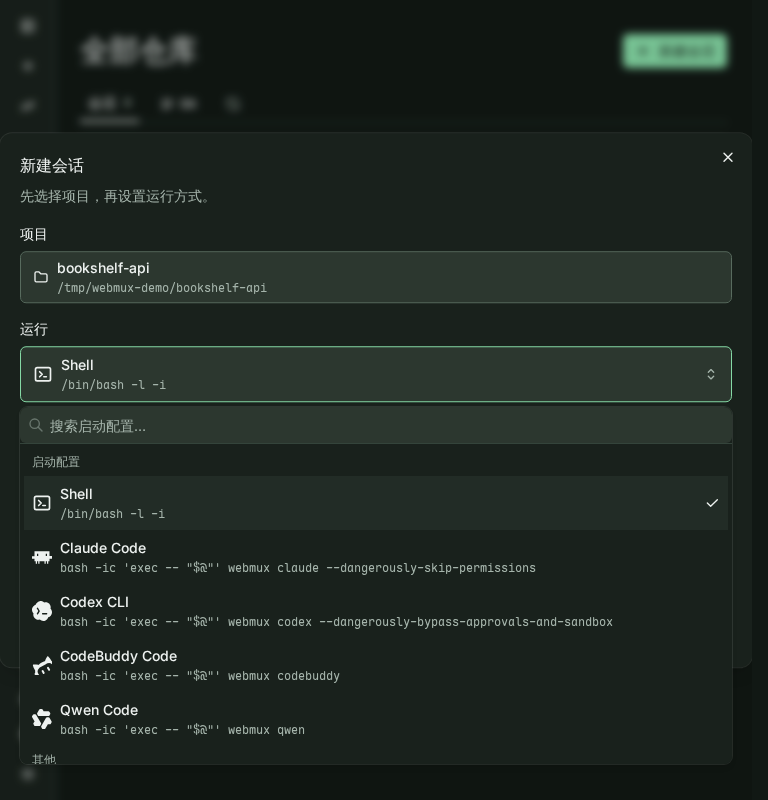 全部仓库
新建会话
先选择项目，再设置运行方式。
项目
bookshelf-api
/tmp/webmux-demo/bookshelf-api
运行
Shell
/bin/bash -l -i
搜索启动配置...
启动配置
Shell
/bin/bash -l -i
Claude Code
bash -ic 'exec -- "$@"' webmux claude --dangerously-skip-permissions
Codex CLI
bash -ic 'exec -- "$@"' webmux codex --dangerously-bypass-approvals-and-sandbox
CodeBuddy Code
bash -ic 'exec -- "$@"' webmux codebuddy
Qwen Code
bash -ic 'exec -- "$@"' webmux qwen
其他